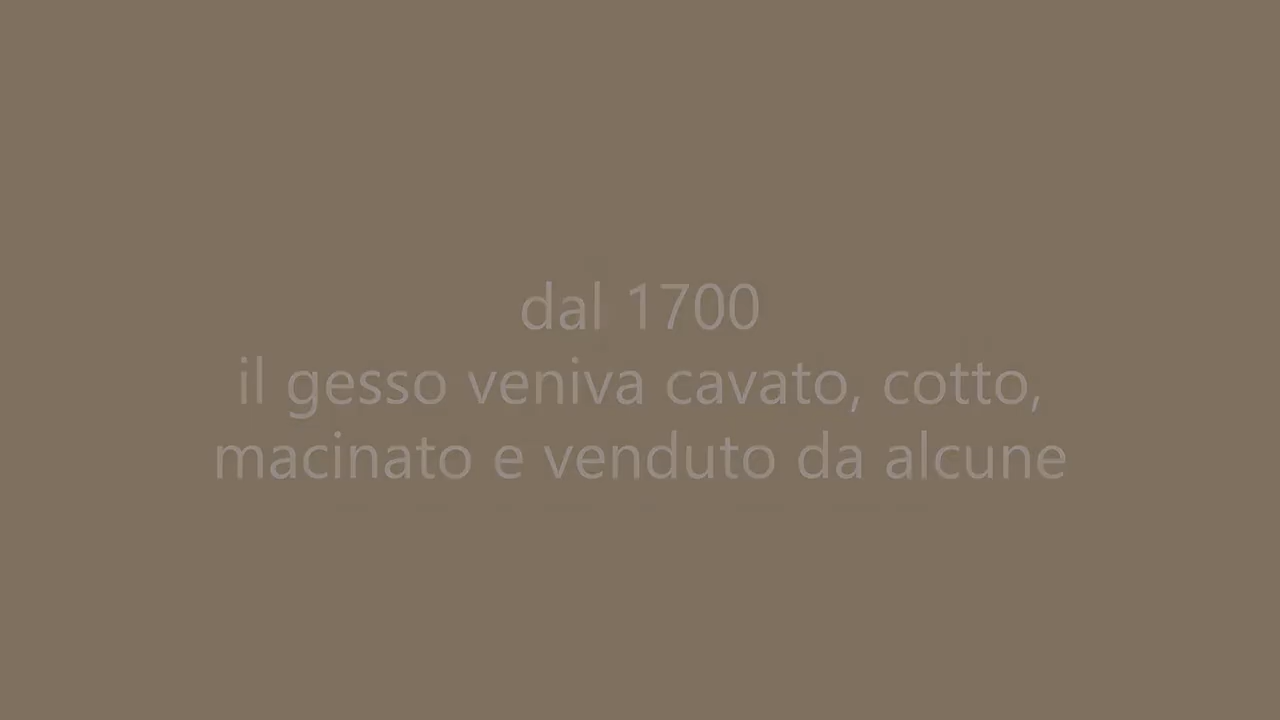 dal 1700
il gesso veniva cavato, cotto,
macinato e venduto da alcune